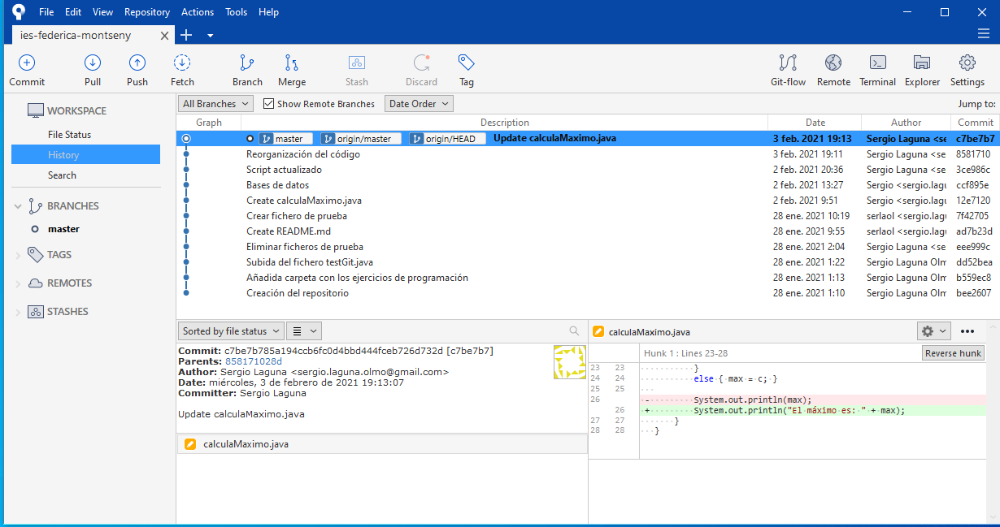 File Edit View Repository Actions Tools Help
ies-federica-montseny
Commit Pull Push Fetch Branch Merge Stash Discard Tag Git-flow Remote Terminal Explorer Settings
WORKSPACE
File Status
History
Search
BRANCHES
master
TAGS
REMOTES
STASHES
All Branches Show Remote Branches Date Order Jump to:
Graph Description Date Author Commit
master origin/master origin/HEAD Update calculaMaximo.java 3 feb. 2021 19:13 Sergio Laguna <se c7be7b7
Reorganización del código 3 feb. 2021 19:11 Sergio Laguna <se 8581710
Script actualizado 2 feb. 2021 20:36 Sergio Laguna <se 3ce986c
Bases de datos 2 feb. 2021 13:27 Sergio <sergio.lagu ccf895e
Create calculaMaximo.java 2 feb. 2021 9:51 Sergio <sergio.lagu 12e7120
Crear fichero de prueba 28 ene. 2021 10:19 serlaol <sergio.lagu 7f42705
Create README.md 28 ene. 2021 9:55 serlaol <sergio.lagu ad7b23d
Eliminar ficheros de prueba 28 ene. 2021 2:04 Sergio Laguna <se eee999c
Subida del fichero testGit.java 28 ene. 2021 1:22 Sergio Laguna Olm dd52bea
Añadida carpeta con los ejercicios de programación 28 ene. 2021 1:13 Sergio Laguna Olm b559ec8
Creación del repositorio 28 ene. 2021 1:10 Sergio Laguna Olm bee2607
Sorted by file status
Commit: c7be7b785a194ccb6fc0d4bbd444fceb726d732d [c7be7b7]
Parents: 858171028d
Author: Sergio Laguna <sergio.laguna.olmo@gmail.com>
Date: miércoles, 3 de febrero de 2021 19:13:07
Committer: Sergio Laguna
Update calculaMaximo.java
calculaMaximo.java
calculaMaximo.java
Hunk 1 : Lines 23-28 Reverse hunk
23 23 }
24 24 else { max = c; }
25 25
26 - System.out.println(max);
26 + System.out.println("El máximo es: " + max);
27 27 }
28 28 }